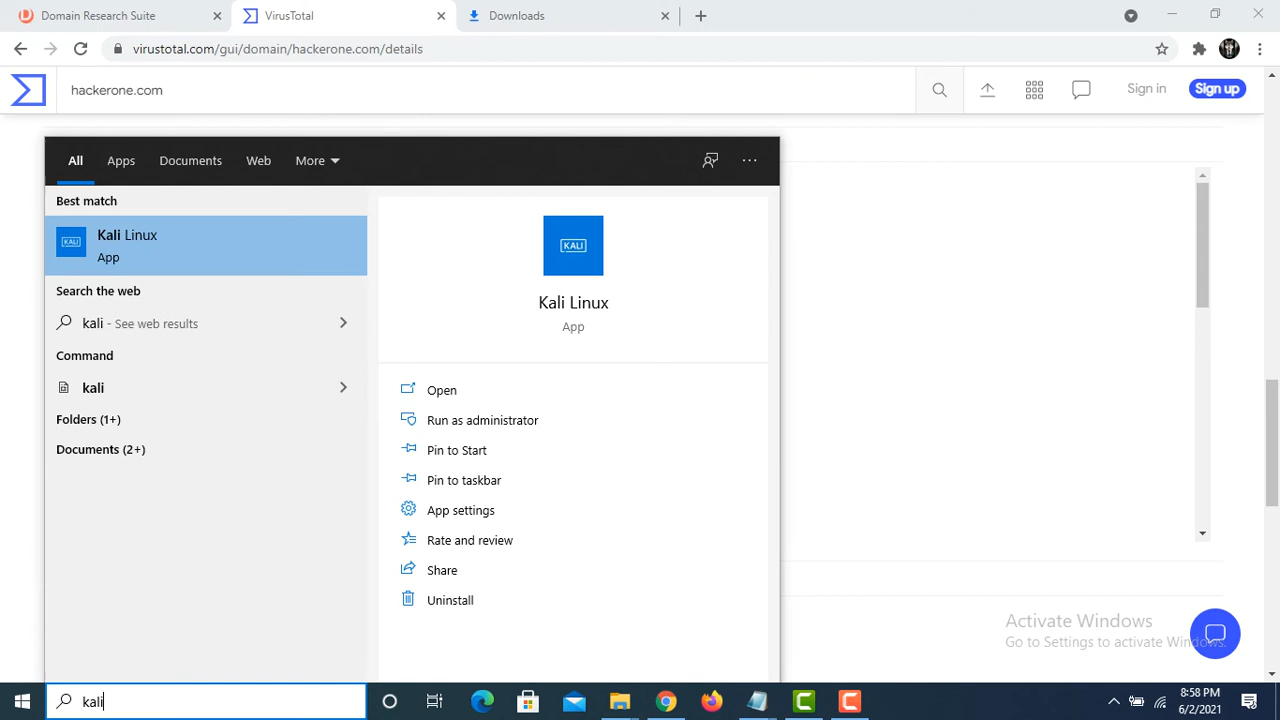 Domain Research Suite
VirusTotal
Downloads
virustotal.com/gui/domain/hackerone.com/details
hackerone.com
Sign in
Sign up
All
Apps
Documents
Web
More
Best match
Kali Linux
App
Search the web
kali - See web results
Command
kali
Folders (1+)
Documents (2+)
KALI
KALI
Kali Linux
App
Open
Run as administrator
Pin to Start
Pin to taskbar
App settings
Rate and review
Share
Uninstall
Activate Windows
Go to Settings to activate Windows.
kali
8:58 PM
6/2/2021